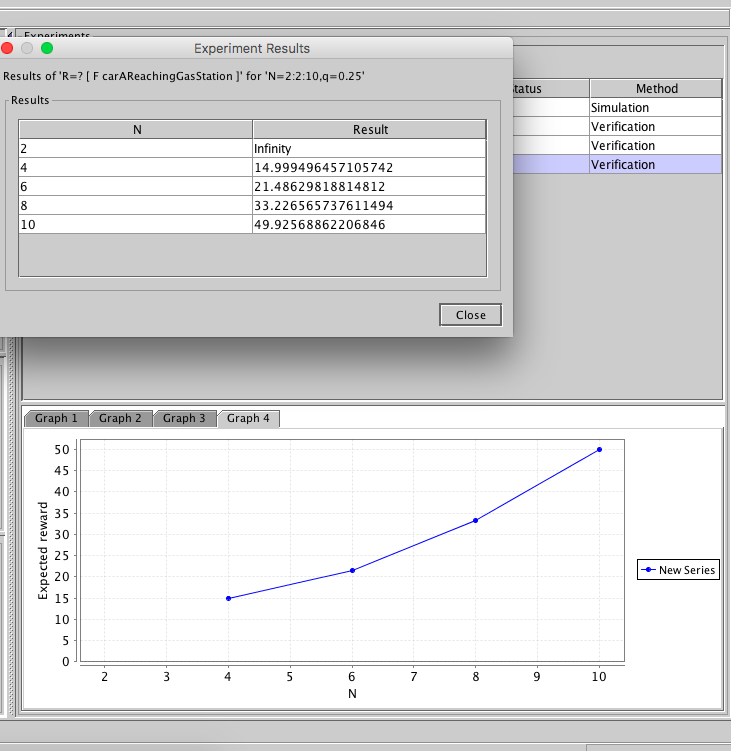 Experiments
Experiment Results
Results of 'R=? [ F carAReachingGasStation ]' for 'N=2:2:10,q=0.25'
Results
N Result
2 Infinity
4 14.999496457105742
6 21.48629818814812
8 33.226565737611494
10 49.92568862206846
Close
Status Method
Simulation
Verification
Verification
Verification
Graph 1 Graph 2 Graph 3 Graph 4
50
45
40
35
30
25
20
15
10
5
0
Expected reward
2 3 4 5 6 7 8 9 10
N
New Series